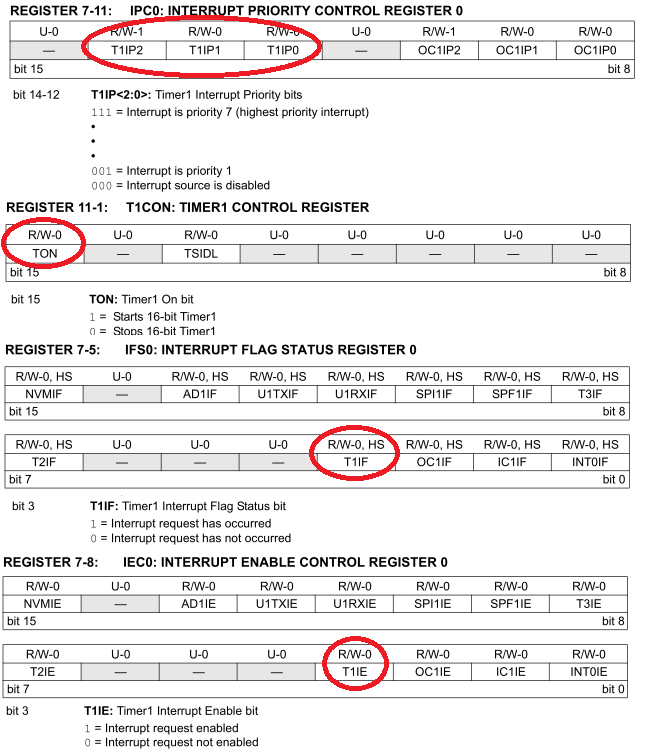 REGISTER 7-11: IPC0: INTERRUPT PRIORITY CONTROL REGISTER 0
U-0 R/W-1 R/W-0 R/W-0 U-0 R/W-1 R/W-0 R/W-0
— T1IP2 T1IP1 T1IP0 — OC1IP2 OC1IP1 OC1IP0
bit 15 bit 8
bit 14-12 T1IP<2:0>: Timer1 Interrupt Priority bits
111 = Interrupt is priority 7 (highest priority interrupt)
•
•
•
001 = Interrupt is priority 1
000 = Interrupt source is disabled
REGISTER 11-1: T1CON: TIMER1 CONTROL REGISTER
R/W-0 U-0 R/W-0 U-0 U-0 U-0 U-0 U-0
TON — TSIDL — — — — —
bit 15 bit 8
bit 15 TON: Timer1 On bit
1 = Starts 16-bit Timer1
0 = Stops 16-bit Timer1
REGISTER 7-5: IFS0: INTERRUPT FLAG STATUS REGISTER 0
R/W-0, HS U-0 R/W-0, HS R/W-0, HS R/W-0, HS R/W-0, HS R/W-0, HS R/W-0, HS
NVMIF — AD1IF U1TXIF U1RXIF SPI1IF SPF1IF T3IF
bit 15 bit 8
R/W-0, HS U-0 U-0 U-0 R/W-0, HS R/W-0, HS R/W-0, HS R/W-0, HS
T2IF — — — T1IF OC1IF IC1IF INT0IF
bit 7 bit 0
bit 3 T1IF: Timer1 Interrupt Flag Status bit
1 = Interrupt request has occurred
0 = Interrupt request has not occurred
REGISTER 7-8: IEC0: INTERRUPT ENABLE CONTROL REGISTER 0
R/W-0 U-0 R/W-0 R/W-0 R/W-0 R/W-0 R/W-0 R/W-0
NVMIE — AD1IE U1TXIE U1RXIE SPI1IE SPF1IE T3IE
bit 15 bit 8
R/W-0 U-0 U-0 U-0 R/W-0 R/W-0 R/W-0 R/W-0
T2IE — — — T1IE OC1IE IC1IE INT0IE
bit 7 bit 0
bit 3 T1IE: Timer1 Interrupt Enable bit
1 = Interrupt request enabled
0 = Interrupt request not enabled